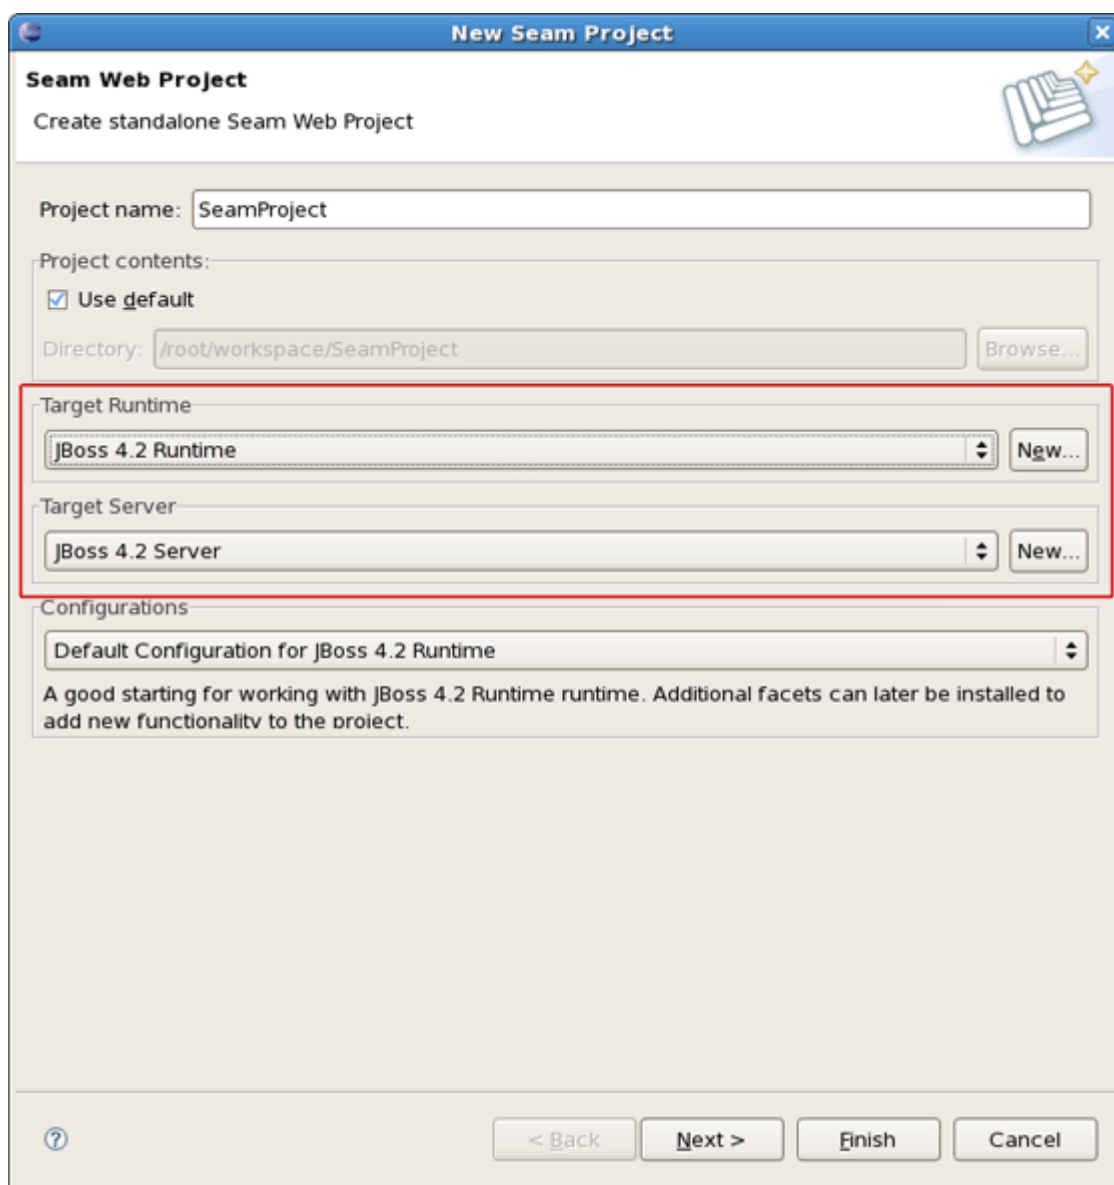 New Seam Project
Seam Web Project
Create standalone Seam Web Project
Project name: SeamProject
Project contents:
Use default
Directory: /root/workspace/SeamProject Browse...
Target Runtime
JBoss 4.2 Runtime New...
Target Server
JBoss 4.2 Server New...
Configurations
Default Configuration for JBoss 4.2 Runtime
A good starting for working with JBoss 4.2 Runtime runtime. Additional facets can later be installed to
add new functionality to the project.
? < Back Next > Finish Cancel